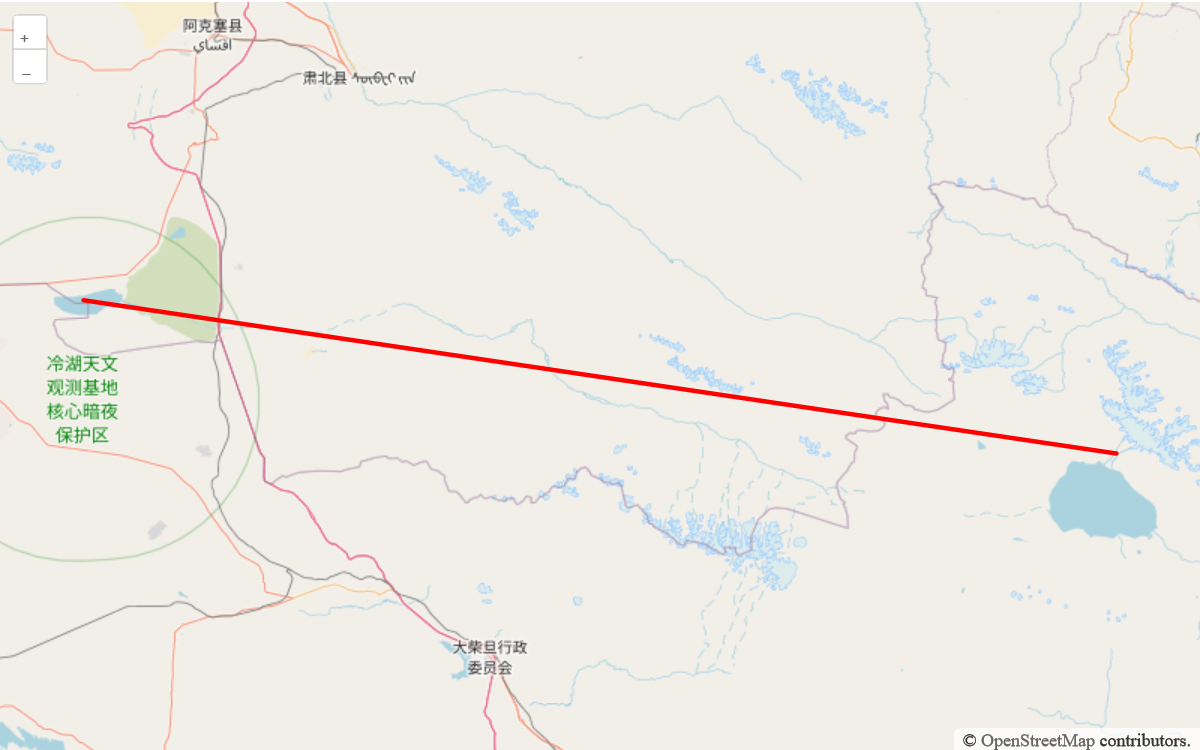 +
−
阿克塞县
اقساي
肃北县
冷湖天文
观测基地
核心暗夜
保护区
大柴旦行政
委员会
© OpenStreetMap contributors.